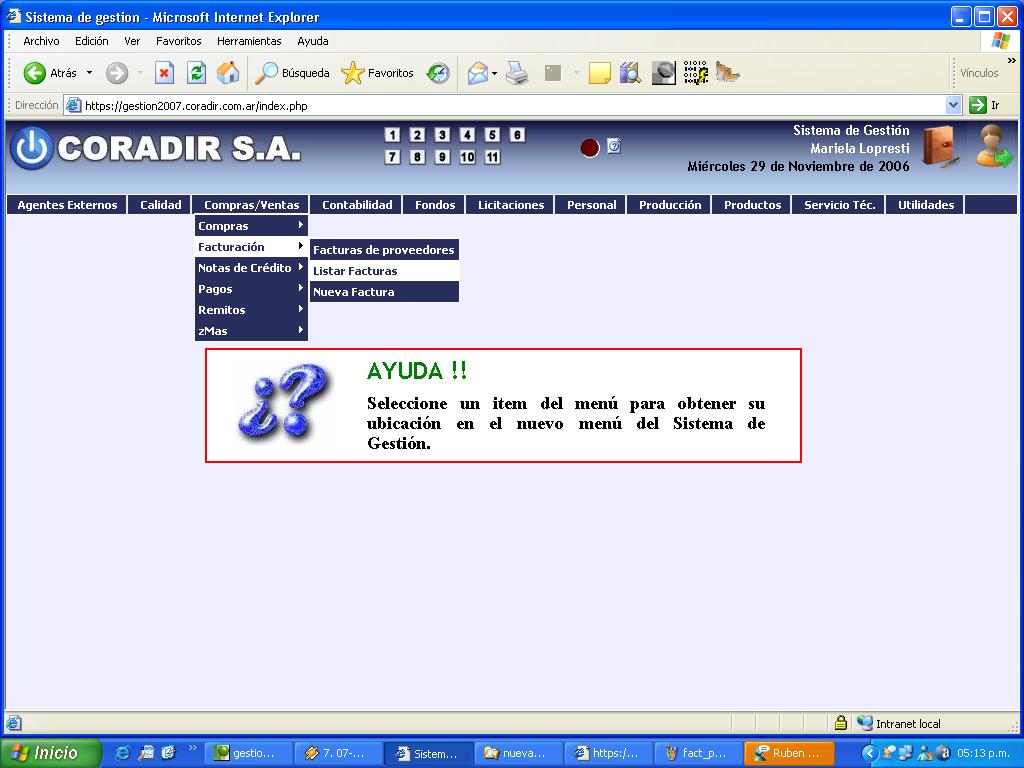 Sistema de gestion - Microsoft Internet Explorer
Archivo Edición Ver Favoritos Herramientas Ayuda
Atrás Búsqueda Favoritos Vínculos »
Dirección https://gestion2007.coradir.com.ar/index.php Ir
CORADIR S.A.
1 2 3 4 5 6
7 8 9 10 11
Sistema de Gestión
Mariela Lopresti
Miércoles 29 de Noviembre de 2006
Agentes Externos Calidad Compras/Ventas Contabilidad Fondos Licitaciones Personal Producción Productos Servicio Téc. Utilidades
Compras
Facturación
Notas de Crédito
Pagos
Remitos
zMas
Facturas de proveedores
Listar Facturas
Nueva Factura
¿?
AYUDA !!
Seleccione un item del menú para obtener su
ubicación en el nuevo menú del Sistema de
Gestión.
Intranet local
Inicio » gestio... 7. 07-... Sistem... nueva... https:/... fact_p... Ruben ... 05:13 p.m.